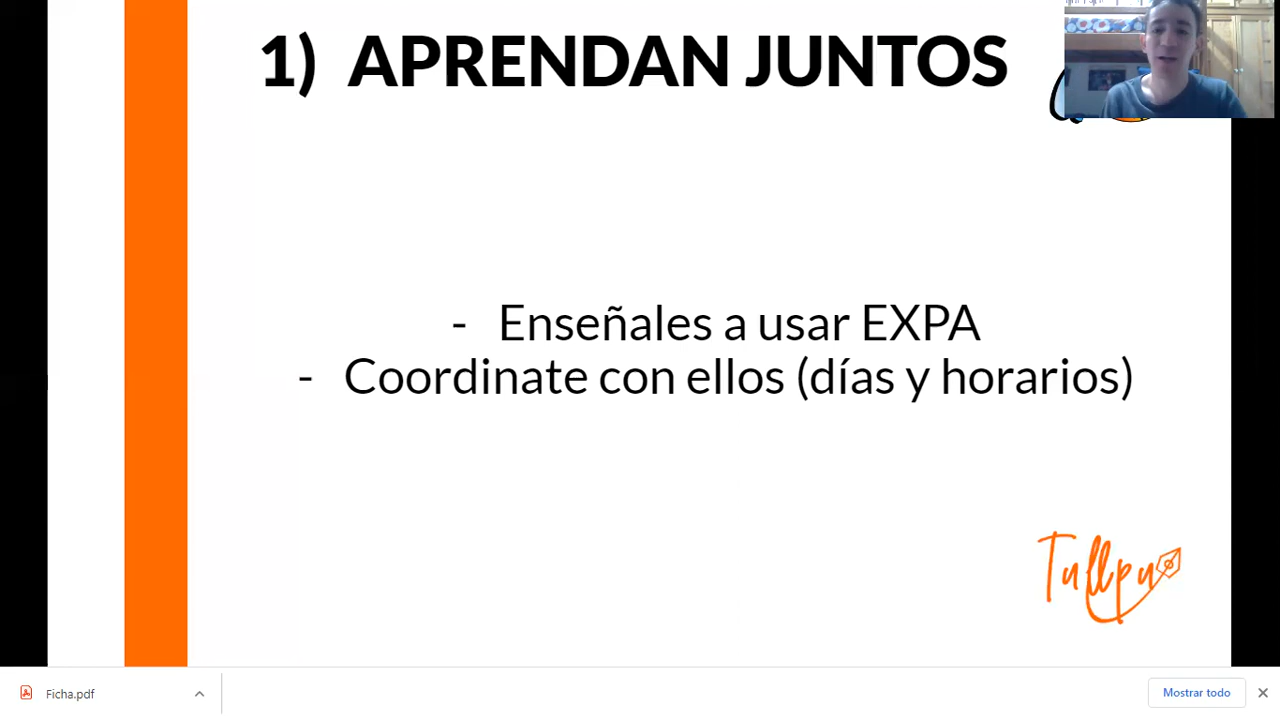 1) APRENDAN JUNTOS
- Enseñales a usar EXPA
- Coordinate con ellos (días y horarios)
Tullpu
Ficha.pdf
Mostrar todo